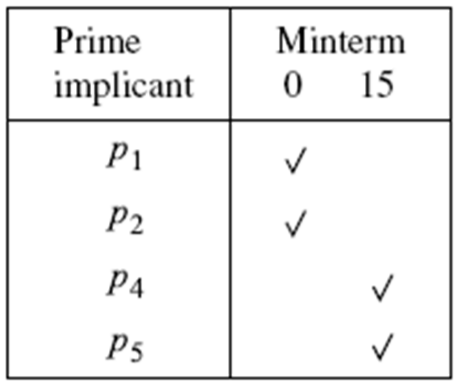 Prime Minterm
implicant 0 15
p1 ✓
p2 ✓
p4 ✓
p5 ✓